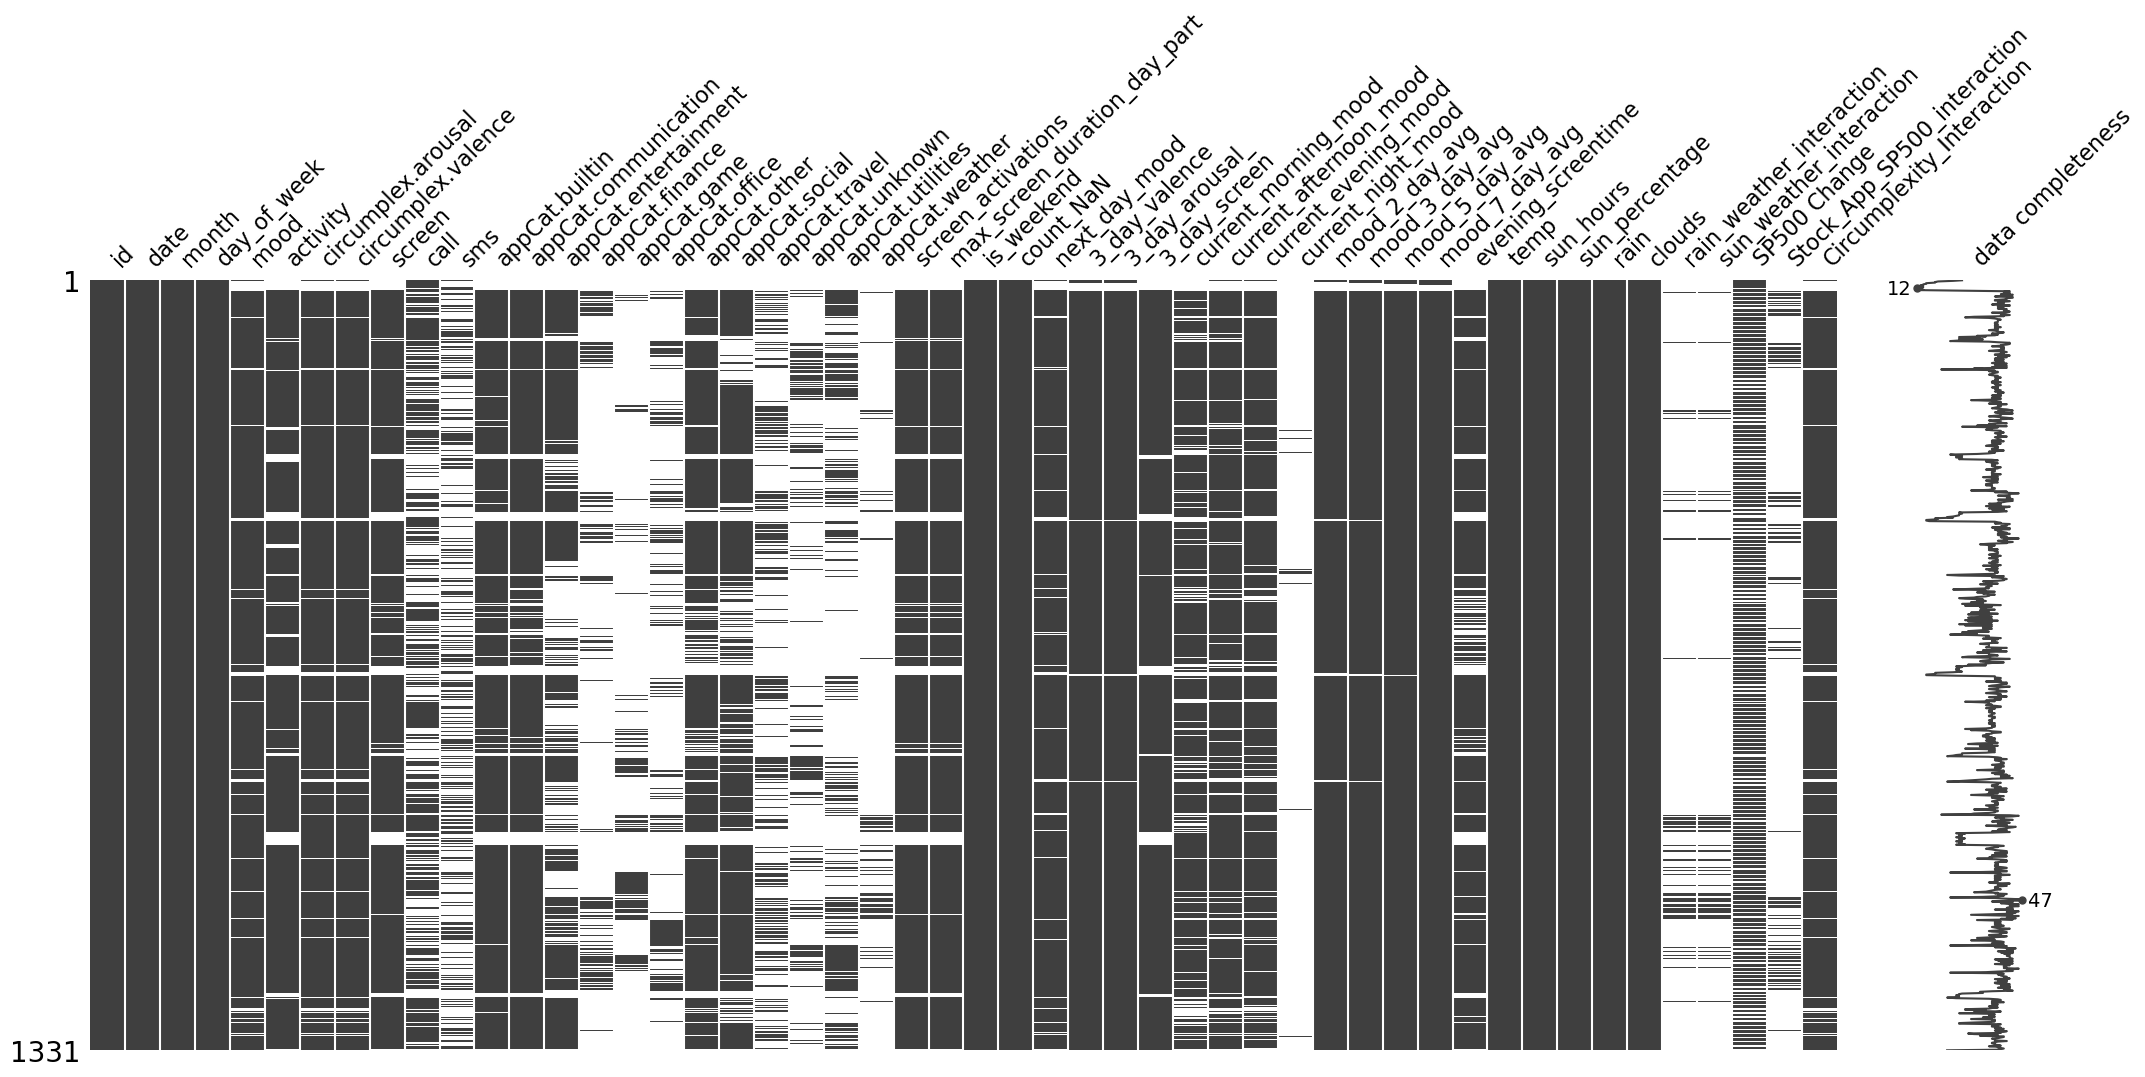 id
date
month
day_of_week
mood
activity
circumplex.arousal
circumplex.valence
screen
call
sms
appCat.builtin
appCat.communication
appCat.entertainment
appCat.finance
appCat.game
appCat.office
appCat.other
appCat.social
appCat.travel
appCat.unknown
appCat.utilities
appCat.weather
screen_activations
max_screen_duration_day_part
is_weekend
count_NaN
next_day_mood
3_day_valence
3_day_arousal_
3_day_screen
current_morning_mood
current_afternoon_mood
current_evening_mood
current_night_mood
mood_2_day_avg
mood_3_day_avg
mood_5_day_avg
mood_7_day_avg
evening_screentime
temp
sun_hours
sun_percentage
rain
clouds
rain_weather_interaction
sun_weather_interaction
SP500 Change
Stock_App_SP500_interaction
Circumplexity_Interaction
data completeness
1
12
47
1331